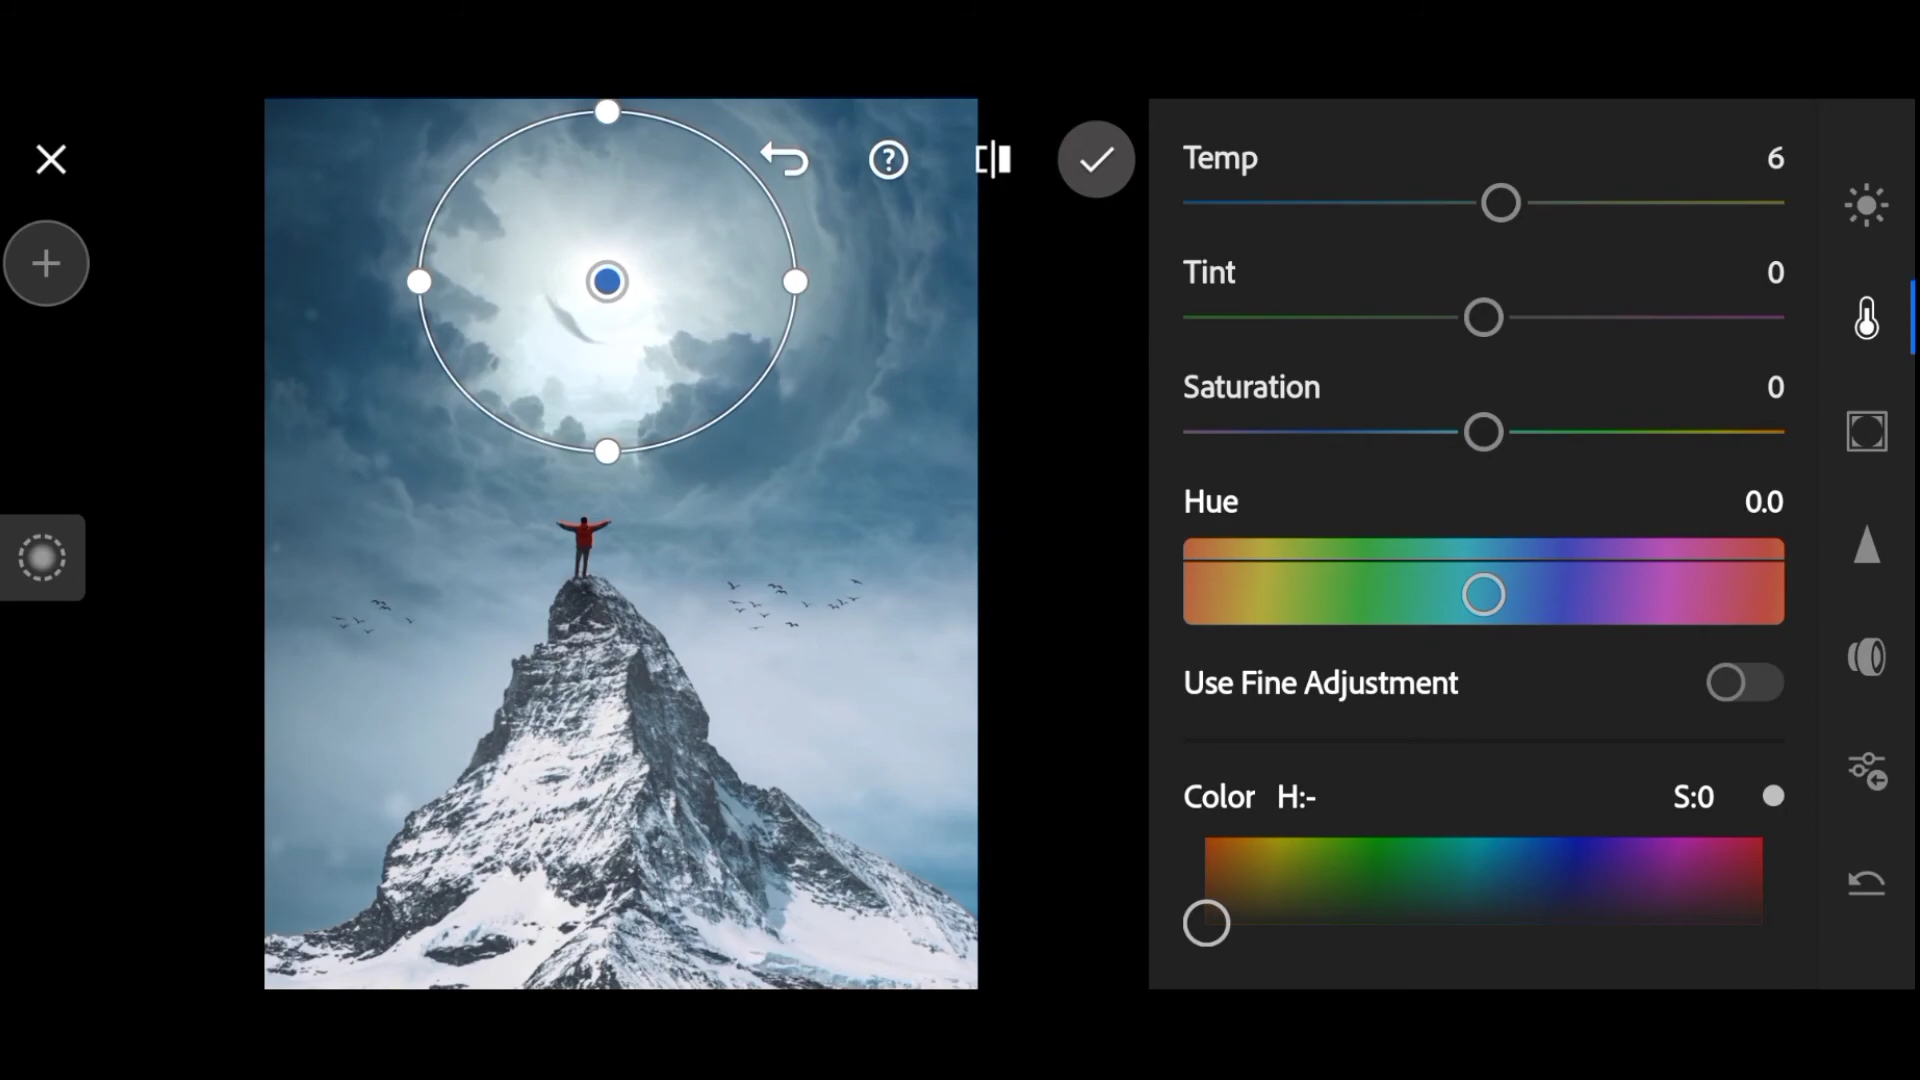 Temp 6
Tint 0
Saturation 0
Hue 0.0
Use Fine Adjustment
Color H:- S:0